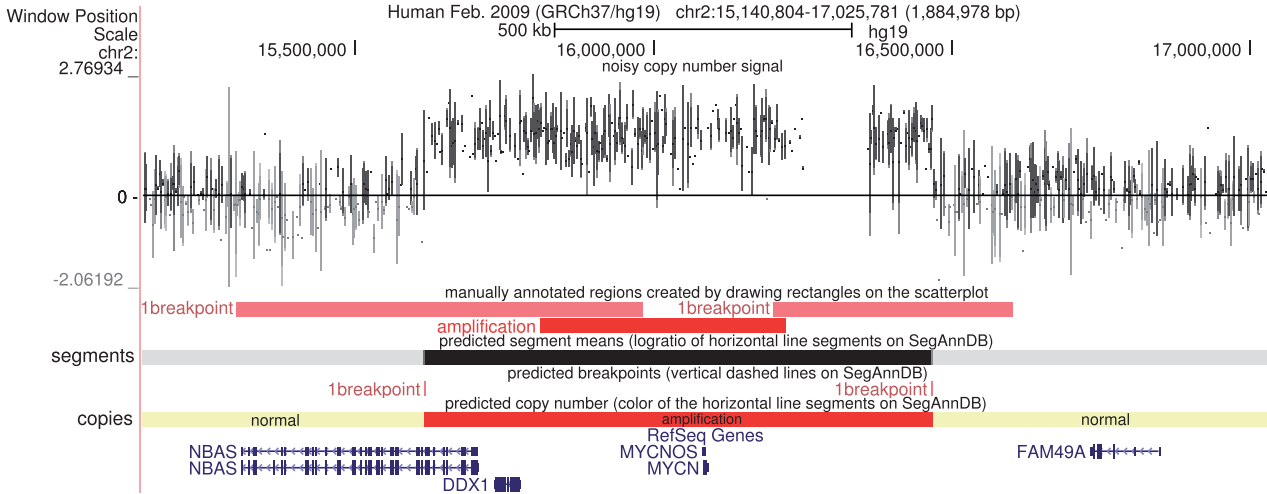 Window Position Human Feb. 2009 (GRCh37/hg19) chr2:15,140,804-17,025,781 (1,884,978 bp)
Scale 500 kb hg19
chr2: 15,500,000 16,000,000 16,500,000 17,000,000
2.76934 _ noisy copy number signal
0 -
-2.06192 _
manually annotated regions created by drawing rectangles on the scatterplot
1breakpoint 1breakpoint
amplification
predicted segment means (logratio of horizontal line segments on SegAnnDB)
segments
predicted breakpoints (vertical dashed lines on SegAnnDB)
1breakpoint 1breakpoint
predicted copy number (color of the horizontal line segments on SegAnnDB)
copies normal amplification normal
RefSeq Genes
NBAS MYCNOS FAM49A
NBAS MYCN
DDX1